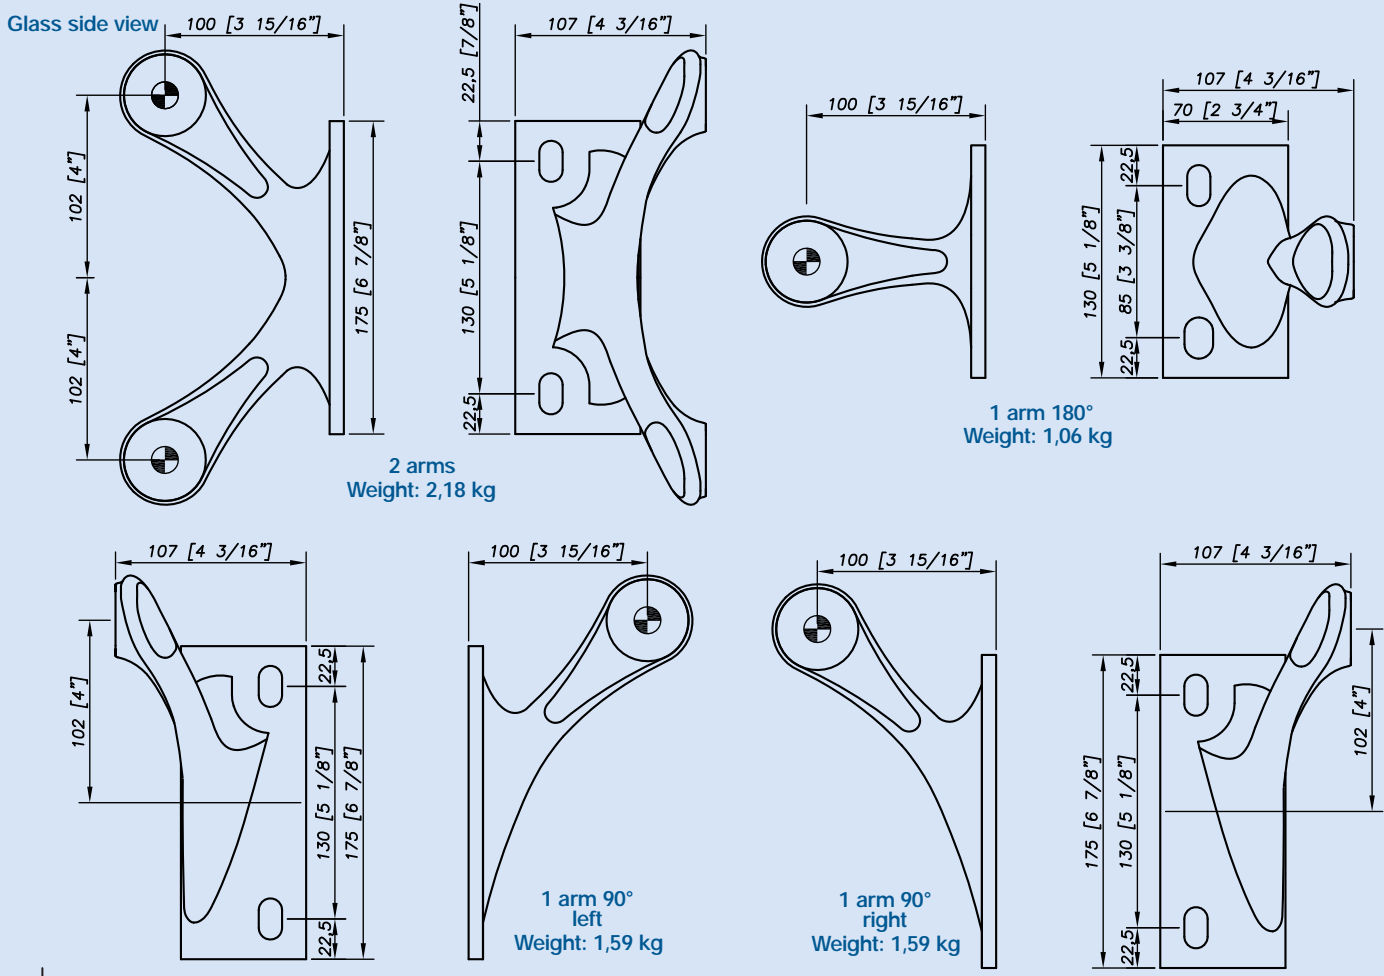 Glass side view
100 [3 15/16"]
102 [4"]
102 [4"]
175 [6 7/8"]
22,5 [7/8"]
107 [4 3/16"]
130 [5 1/8"]
22,5
2 arms
Weight: 2,18 kg
100 [3 15/16"]
107 [4 3/16"]
70 [2 3/4"]
130 [5 1/8"]
22,5
85 [3 3/8"]
22,5
1 arm 180°
Weight: 1,06 kg
107 [4 3/16"]
102 [4"]
22,5
130 [5 1/8"]
175 [6 7/8"]
22,5
100 [3 15/16"]
1 arm 90°
left
Weight: 1,59 kg
100 [3 15/16"]
1 arm 90°
right
Weight: 1,59 kg
107 [4 3/16"]
175 [6 7/8"]
22,5
130 [5 1/8"]
22,5
102 [4"]